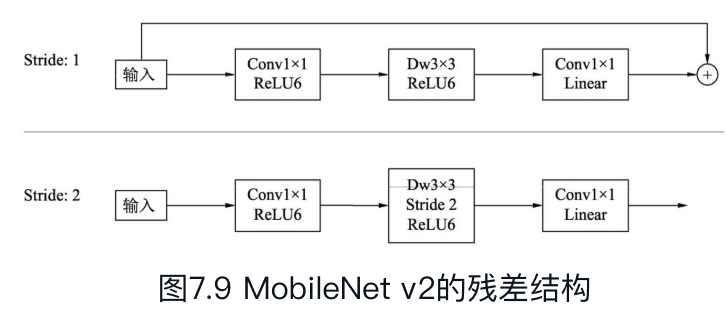 Stride: 1
输入
Conv1×1
ReLU6
Dw3×3
ReLU6
Conv1×1
Linear
+
Stride: 2
输入
Conv1×1
ReLU6
Dw3×3
Stride 2
ReLU6
Conv1×1
Linear
图7.9 MobileNet v2的残差结构